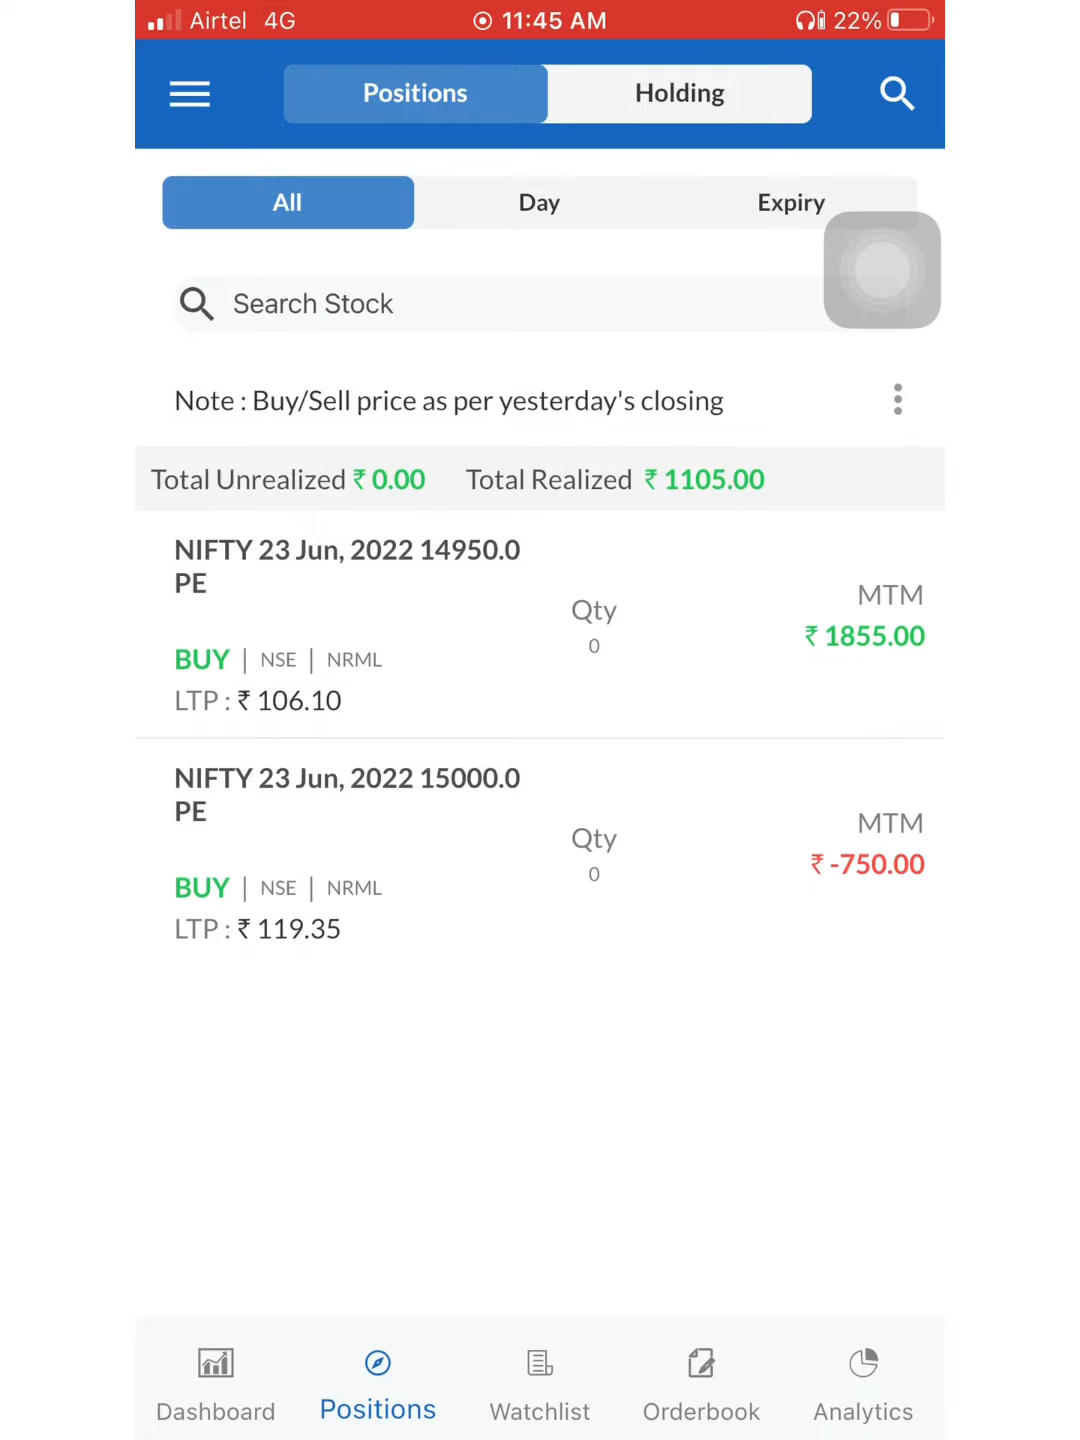 Airtel 4G 11:45 AM 22%
Positions Holding
All Day Expiry
Search Stock
Note : Buy/Sell price as per yesterday's closing
Total Unrealized ₹ 0.00 Total Realized ₹ 1105.00
NIFTY 23 Jun, 2022 14950.0
PE
Qty
0
MTM
₹ 1855.00
BUY | NSE | NRML
LTP : ₹ 106.10
NIFTY 23 Jun, 2022 15000.0
PE
Qty
0
MTM
₹ -750.00
BUY | NSE | NRML
LTP : ₹ 119.35
Dashboard Positions Watchlist Orderbook Analytics